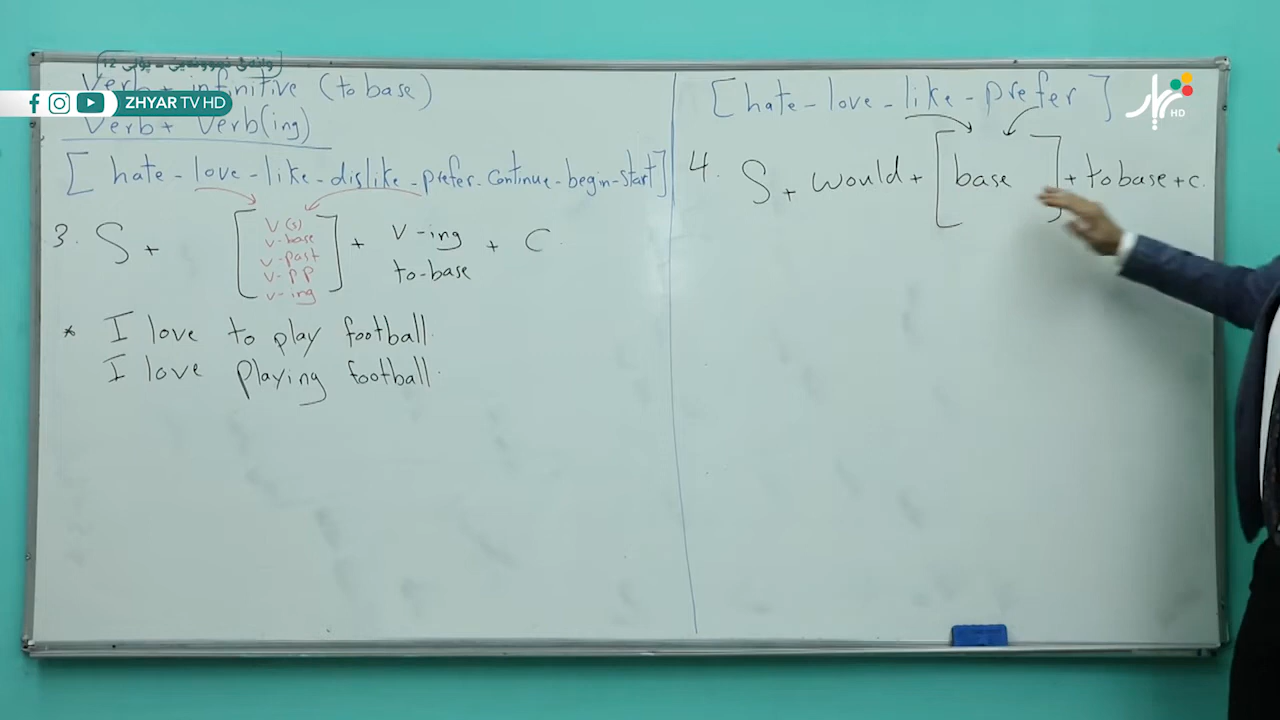 Verb + infinitive (to base)
ZHYAR TV HD
Verb + Verb(ing)
[ hate - love - like - dislike - prefer - continue - begin - start ]
3. S + [ V(s) v-base v-past v-pp v-ing ] + v-ing to-base + C.
* I love to play football.
I love playing football.
[ hate - love - like - prefer ]
4. S + would + [ base ] + to base + c.
HD